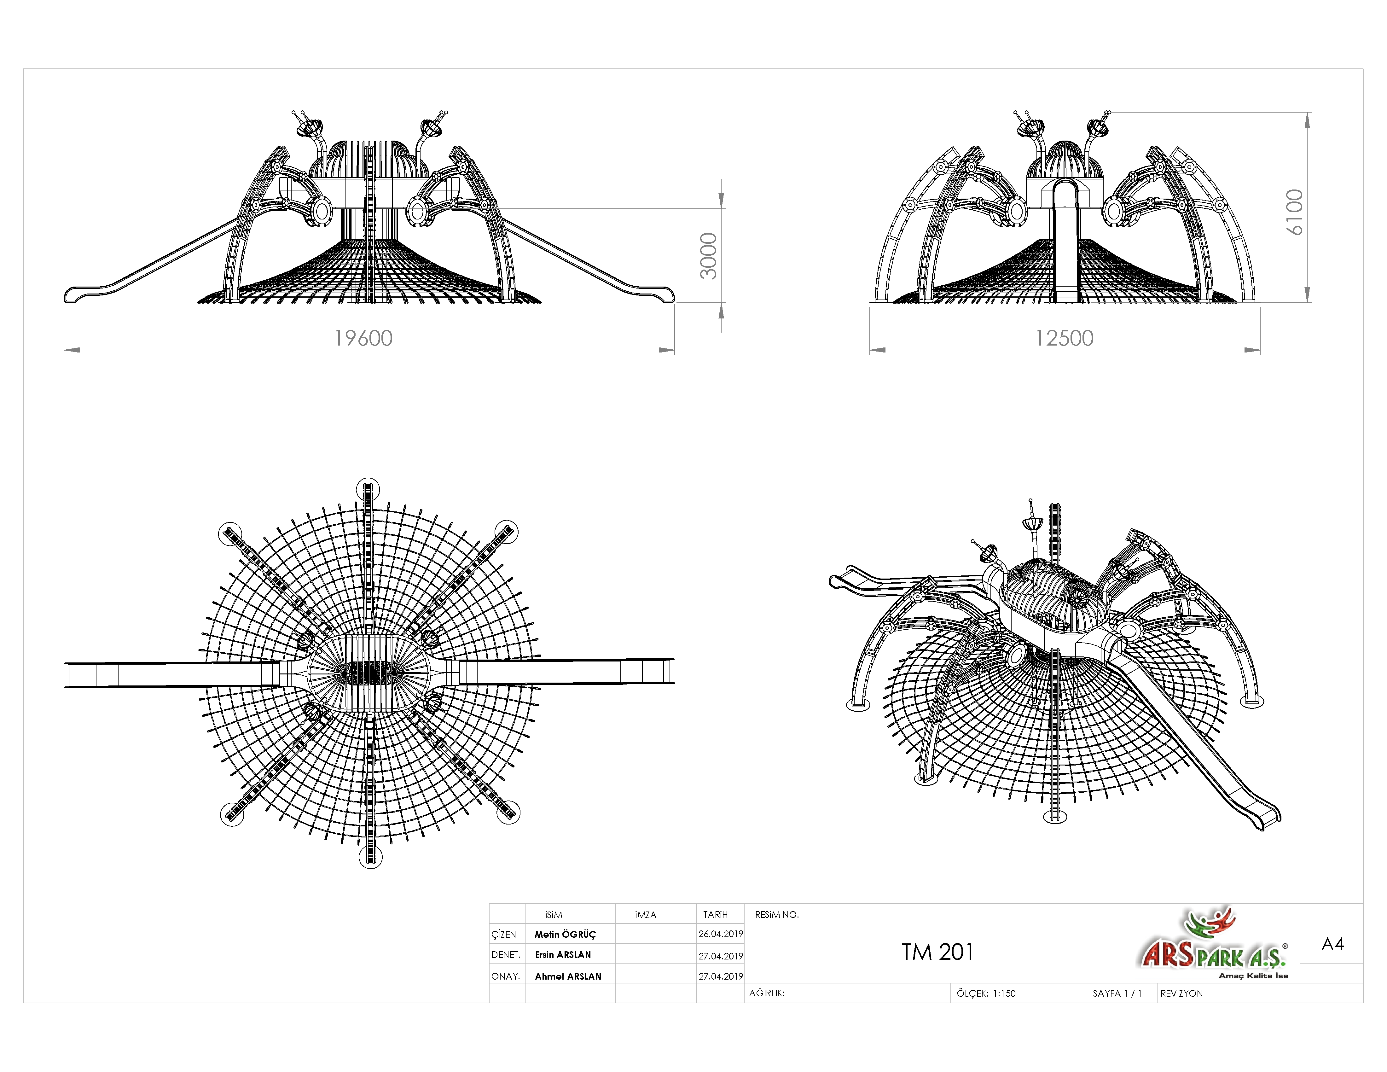 6100
3000
19600
12500
İSİM İMZA TARİH RESİM NO.
ÇİZEN Metin ÖGRÜÇ 26.04.2019
DENET. Ersin ARSLAN 27.04.2019
ONAY. Ahmet ARSLAN 27.04.2019
TM 201
ARSPARK A.Ş.®
Amaç Kalite İse
A4
AĞIRLIK: ÖLÇEK: 1:150 SAYFA 1 / 1 REVİZYON